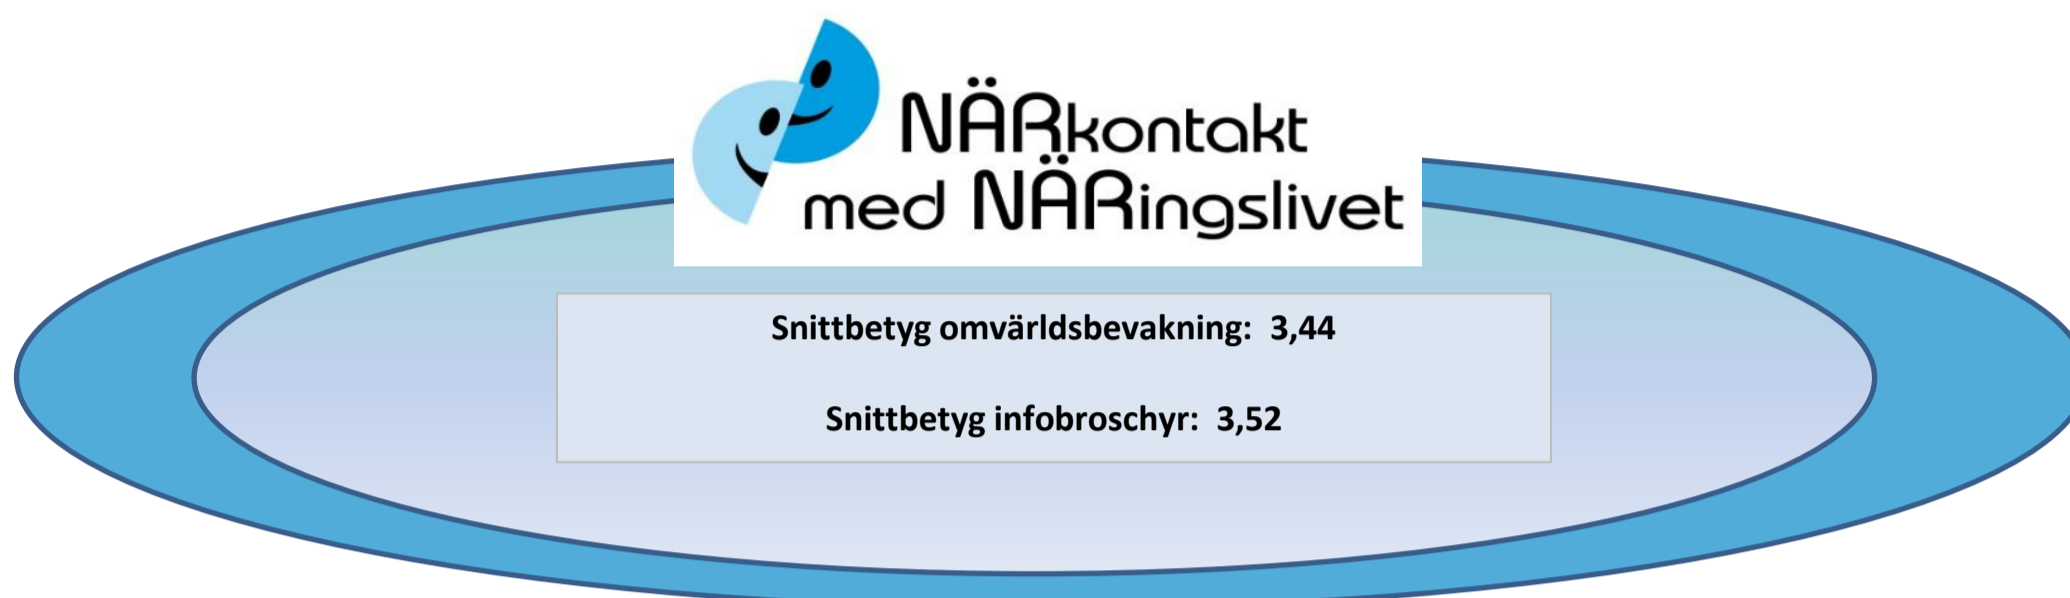 NÄRkontakt
med NÄRingslivet
Snittbetyg omvärldsbevakning: 3,44
Snittbetyg infobroschyr: 3,52